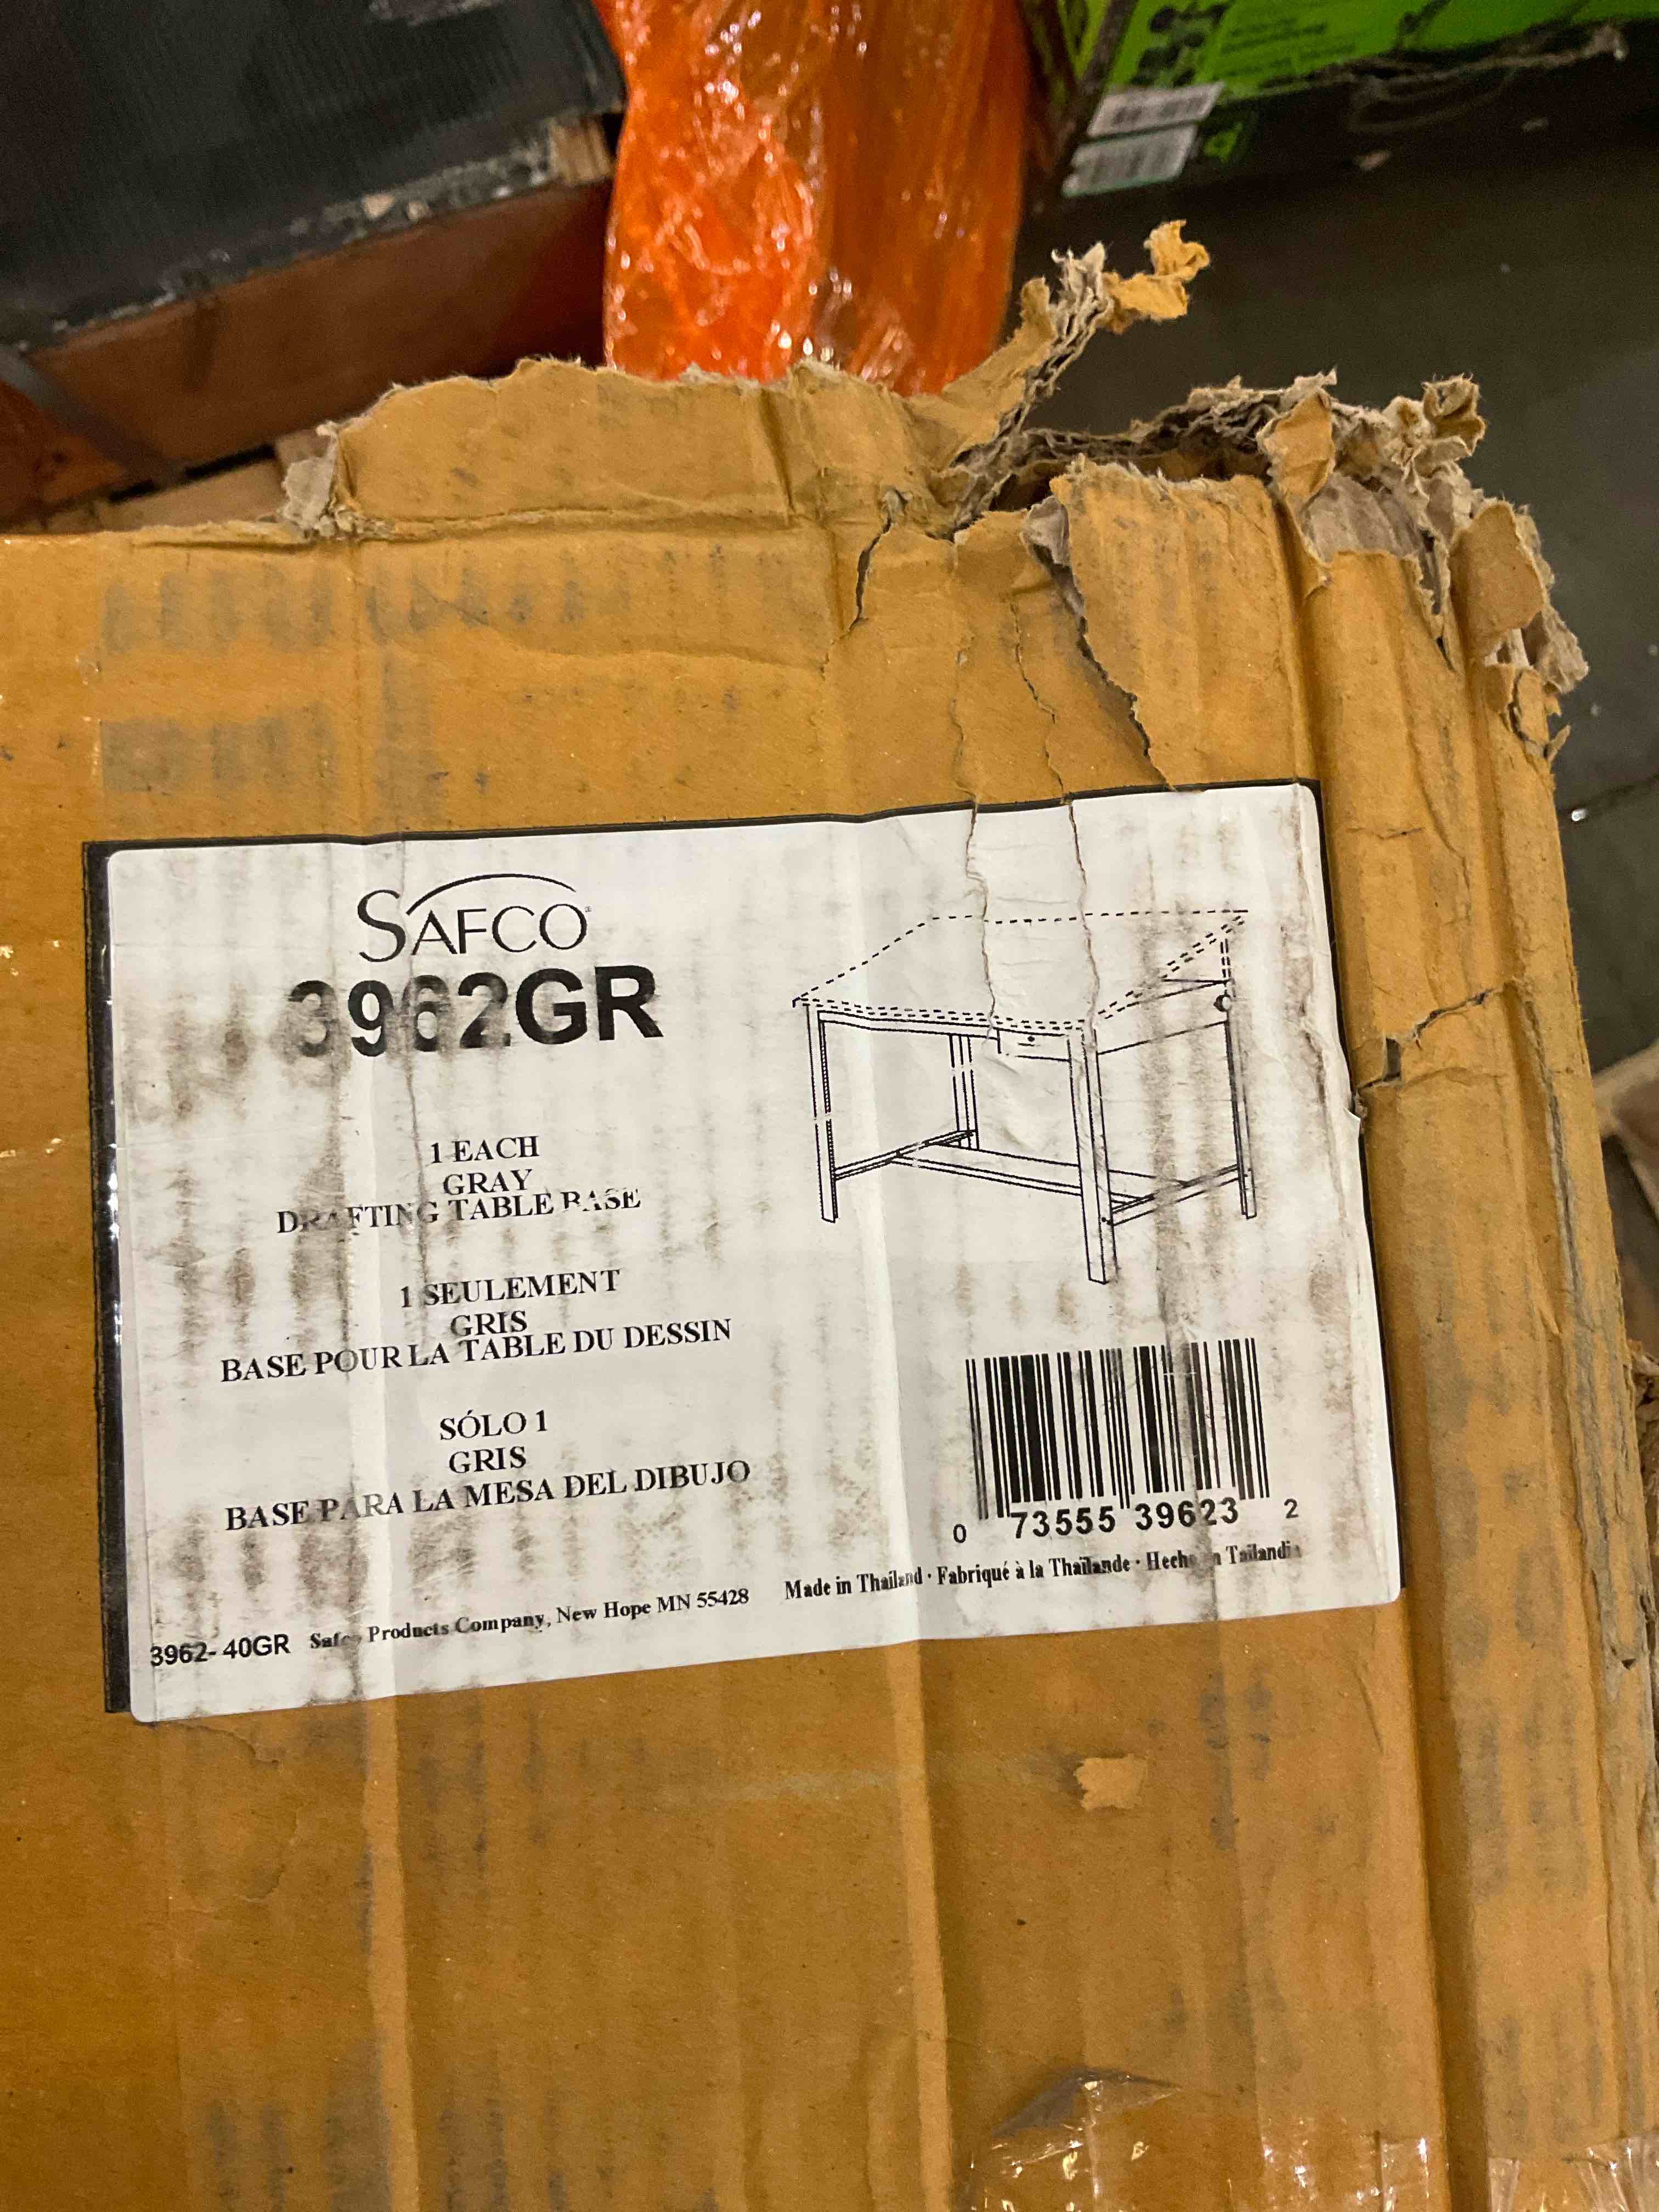 SAFCO
3962GR
1 EACH
GRAY
DRAFTING TABLE BASE
1 SEULEMENT
GRIS
BASE POUR LA TABLE DU DESSIN
SÓLO 1
GRIS
BASE PARA LA MESA DEL DIBUJO
0 73555 39623 2
Made in Thailand · Fabriqué à la Thaïlande · Hecho en Tailandia
3962-40GR Safco Products Company, New Hope MN 55428